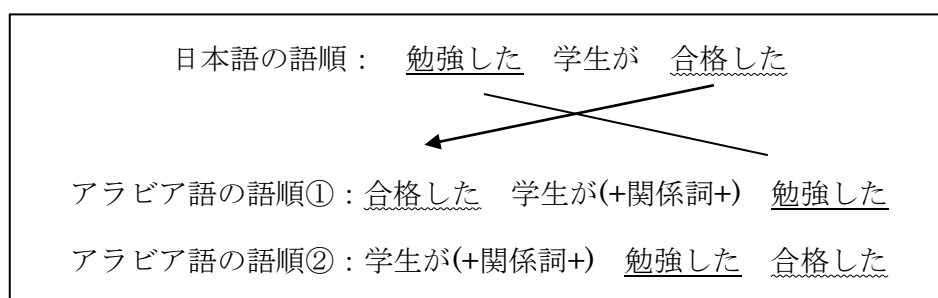 日本語の語順： 勉強した 学生が 合格した
アラビア語の語順①：合格した 学生が(+関係詞+) 勉強した
アラビア語の語順②：学生が(+関係詞+) 勉強した 合格した